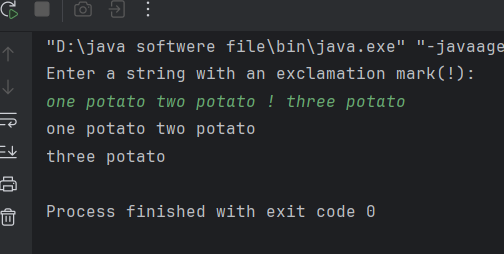 "D:\java softwere file\bin\java.exe" "-javaage
Enter a string with an exclamation mark(!):
one potato two potato ! three potato
one potato two potato
three potato
Process finished with exit code 0